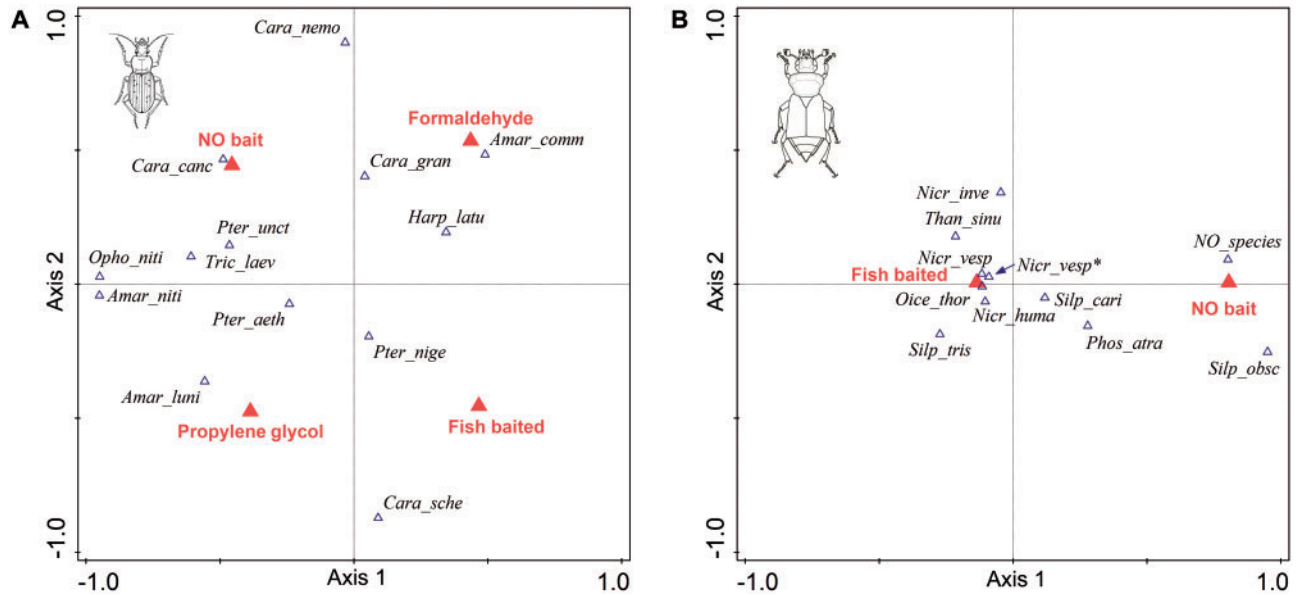 A
1.0
Cara_nemo
Formaldehyde
NO bait
Amar_comm
Cara_canc
Cara_gran
Harp_latu
Pter_unct
Opho_niti
Tric_laev
Axis 2
Amar_niti
Pter_aeth
Pter_nige
Amar_luni
Propylene glycol
Fish baited
Cara_sche
-1.0
-1.0
Axis 1
1.0
B
1.0
Nicr_inve
Than_sinu
NO_species
Nicr_vesp
Nicr_vesp*
Fish baited
Axis 2
Oice_thor
Silp_cari
NO bait
Nicr_huma
Phos_atra
Silp_tris
Silp_obsc
-1.0
-1.0
Axis 1
1.0